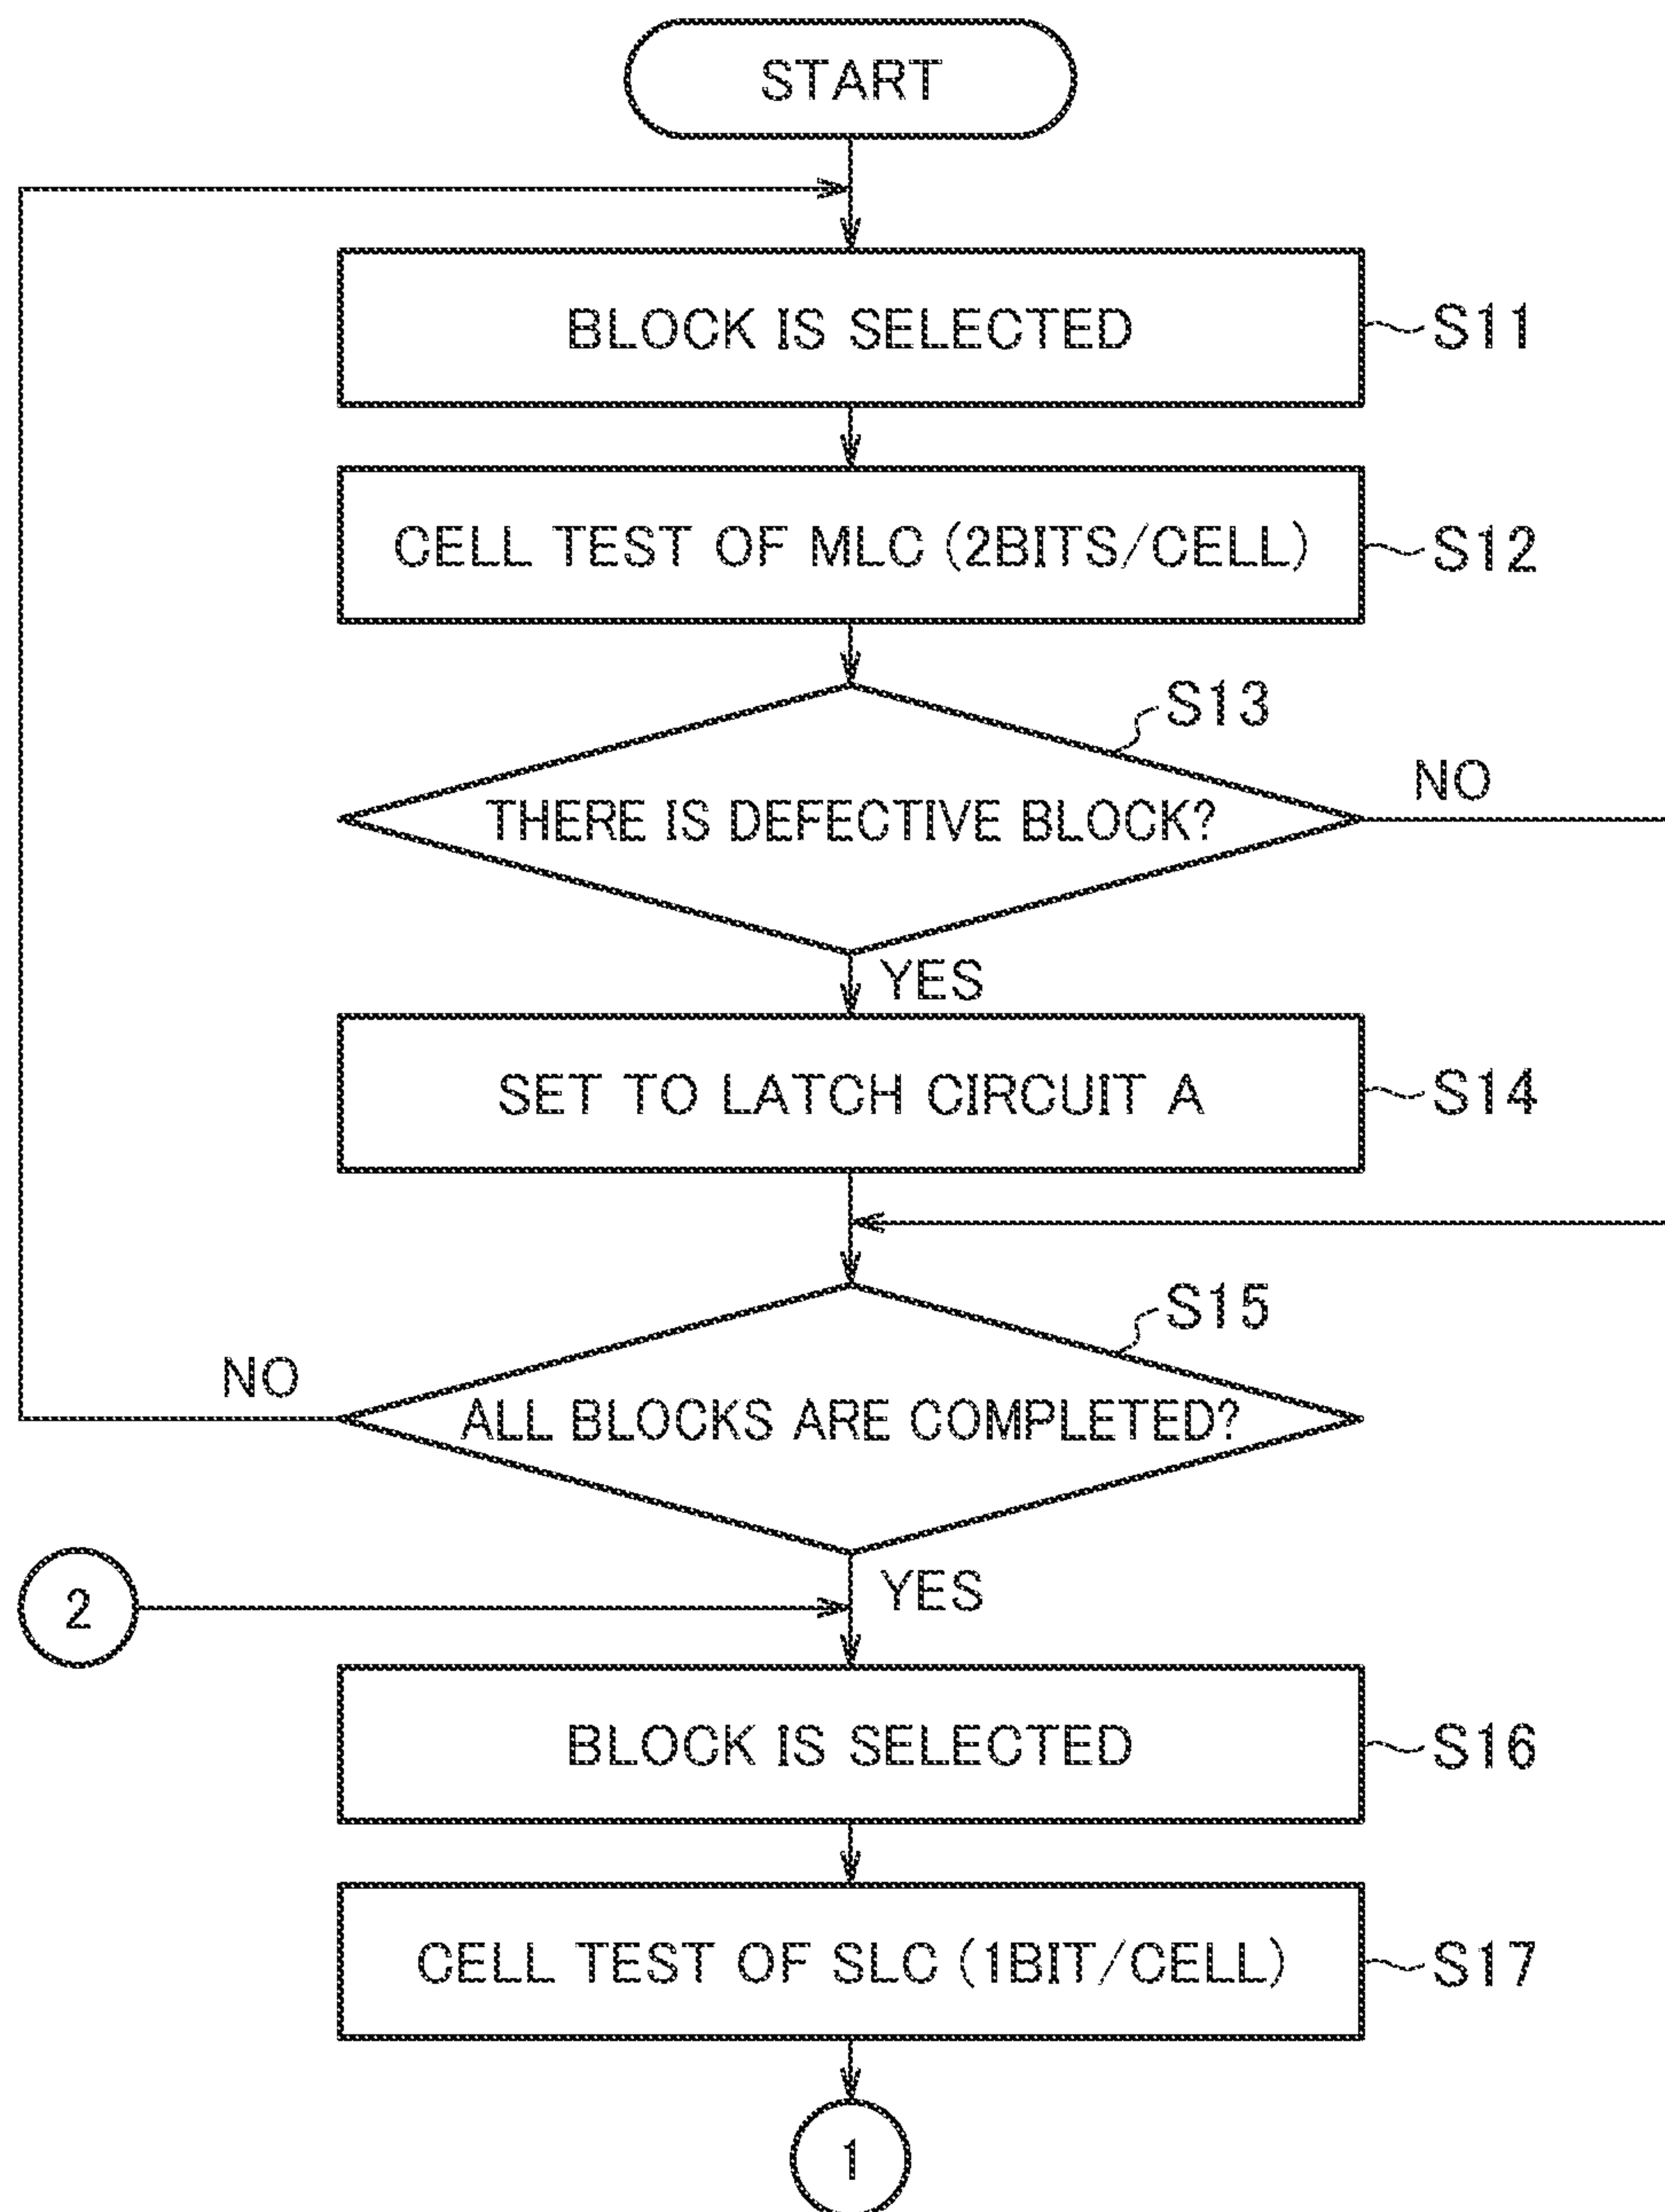 START
BLOCK IS SELECTED
S11
CELL TEST OF MLC (2BITS/CELL)
S12
S13
THERE IS DEFECTIVE BLOCK?
NO
YES
SET TO LATCH CIRCUIT A
S14
S15
NO
ALL BLOCKS ARE COMPLETED?
YES
2
BLOCK IS SELECTED
S16
CELL TEST OF SLC (1BIT/CELL)
S17
1